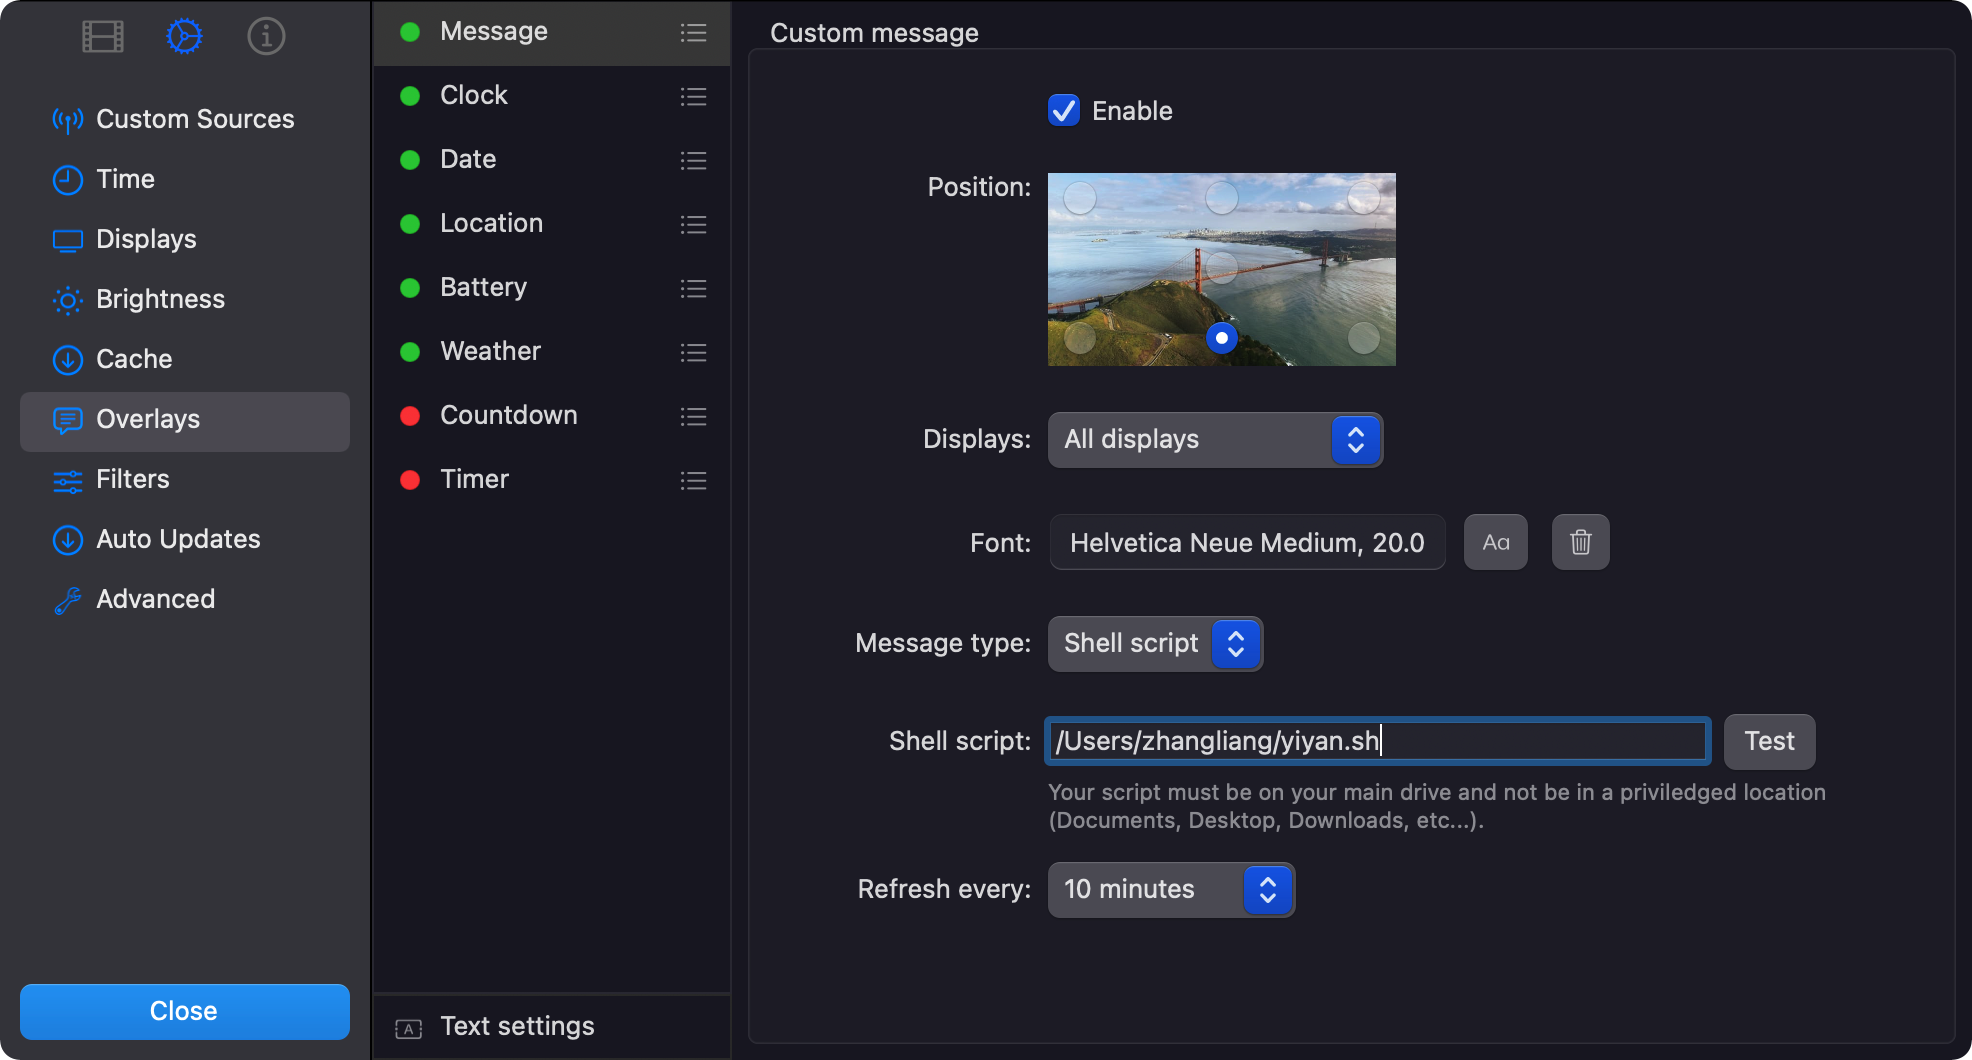 Custom Sources
Time
Displays
Brightness
Cache
Overlays
Filters
Auto Updates
Advanced
Close
Message
Clock
Date
Location
Battery
Weather
Countdown
Timer
Text settings
Custom message
Enable
Position:
Displays: All displays
Font: Helvetica Neue Medium, 20.0 Aa
Message type: Shell script
Shell script: /Users/zhangliang/yiyan.sh Test
Your script must be on your main drive and not be in a priviledged location
(Documents, Desktop, Downloads, etc...).
Refresh every: 10 minutes